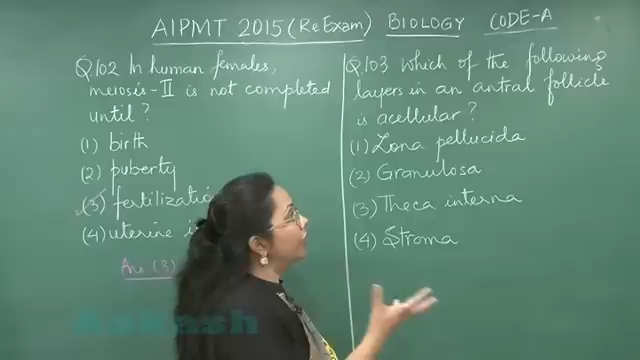 AIPMT 2015 (Re Exam) BIOLOGY CODE-A
Q.102 In human females,
meiosis-II is not completed
until?
(1) birth
(2) puberty
(3) fertilizatio
(4) uterine i
Ans (3)
Q.103 Which of the following
layers in an antral follicle
is acellular?
(1) Zona pellucida
(2) Granulosa
(3) Theca interna
(4) Stroma
Aakash